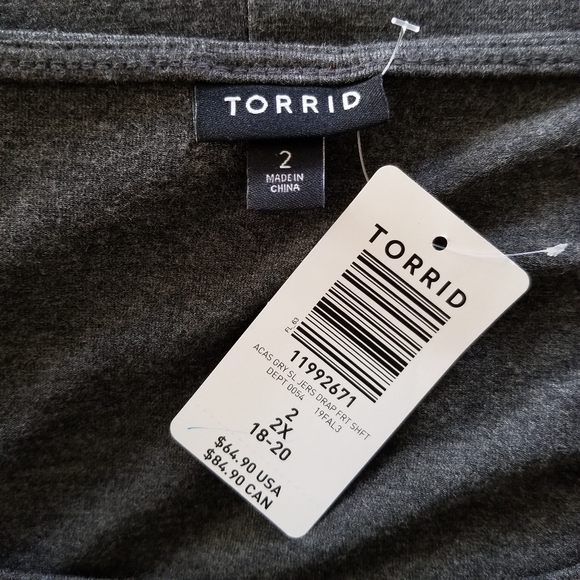 TORRID
2
MADE IN
CHINA
TORRID
11992671
ACAS GRY SL JERS DRAP FRT SHFT
DEPT 0054 19FAL3
2
2X
18-20
$64.90 USA
$84.90 CAN